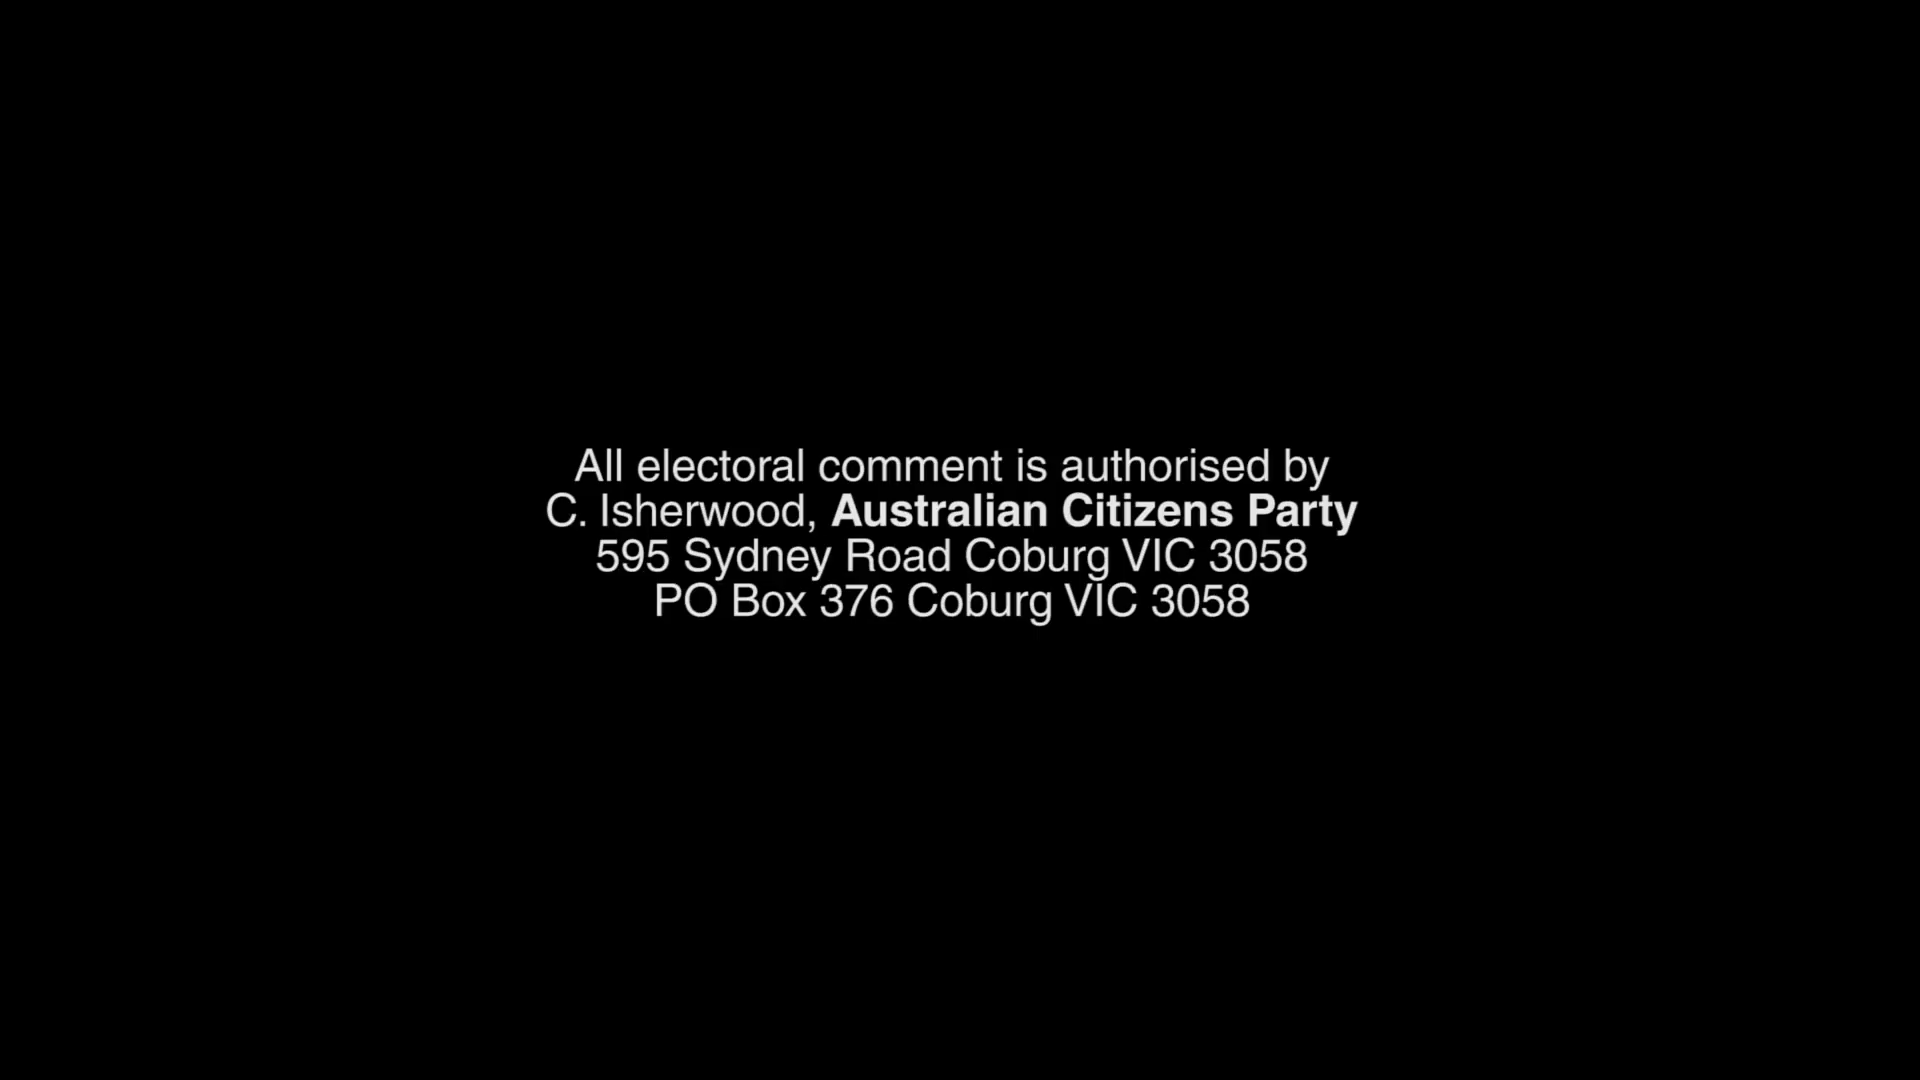 All electoral comment is authorised by
C. Isherwood, Australian Citizens Party
595 Sydney Road Coburg VIC 3058
PO Box 376 Coburg VIC 3058